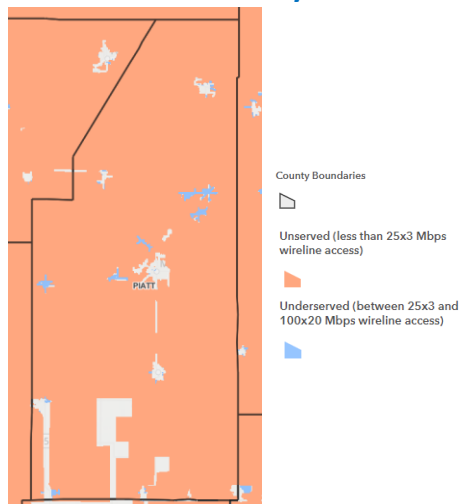 County Boundaries
Unserved (less than 25x3 Mbps
wireline access)
Underserved (between 25x3 and
100x20 Mbps wireline access)
PIATT